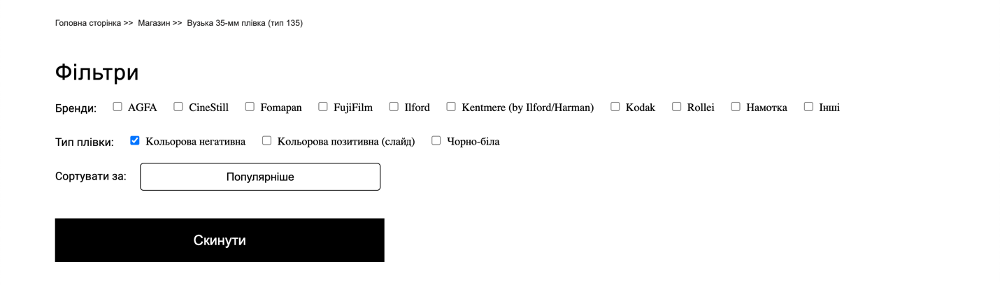 Головна сторінка >> Магазин >> Вузька 35-мм плівка (тип 135)
Фільтри
Бренди: AGFA CineStill Fomapan FujiFilm Ilford Kentmere (by Ilford/Harman) Kodak Rollei Намотка Інші
Тип плівки: Кольорова негативна Кольорова позитивна (слайд) Чорно-біла
Сортувати за: Популярніше
Скинути